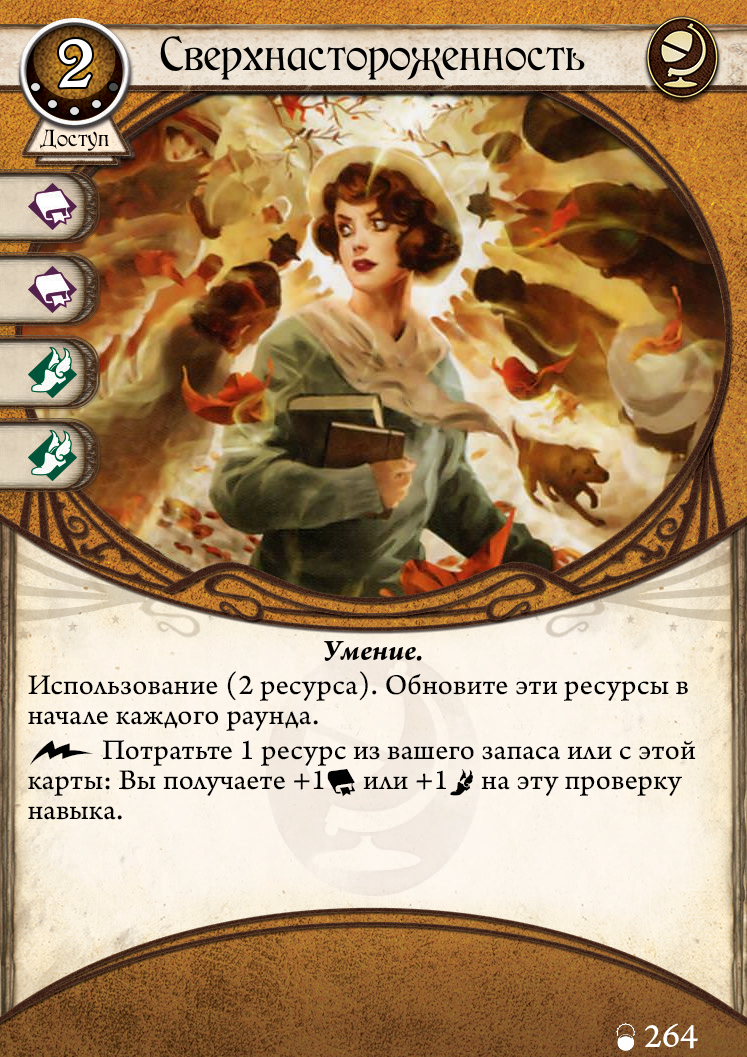 2
Сверхнастороженность
Доступ
Умение.
Использование (2 ресурса). Обновите эти ресурсы в
начале каждого раунда.
Потратьте 1 ресурс из вашего запаса или с этой
карты: Вы получаете +1 или +1 на эту проверку
навыка.
264